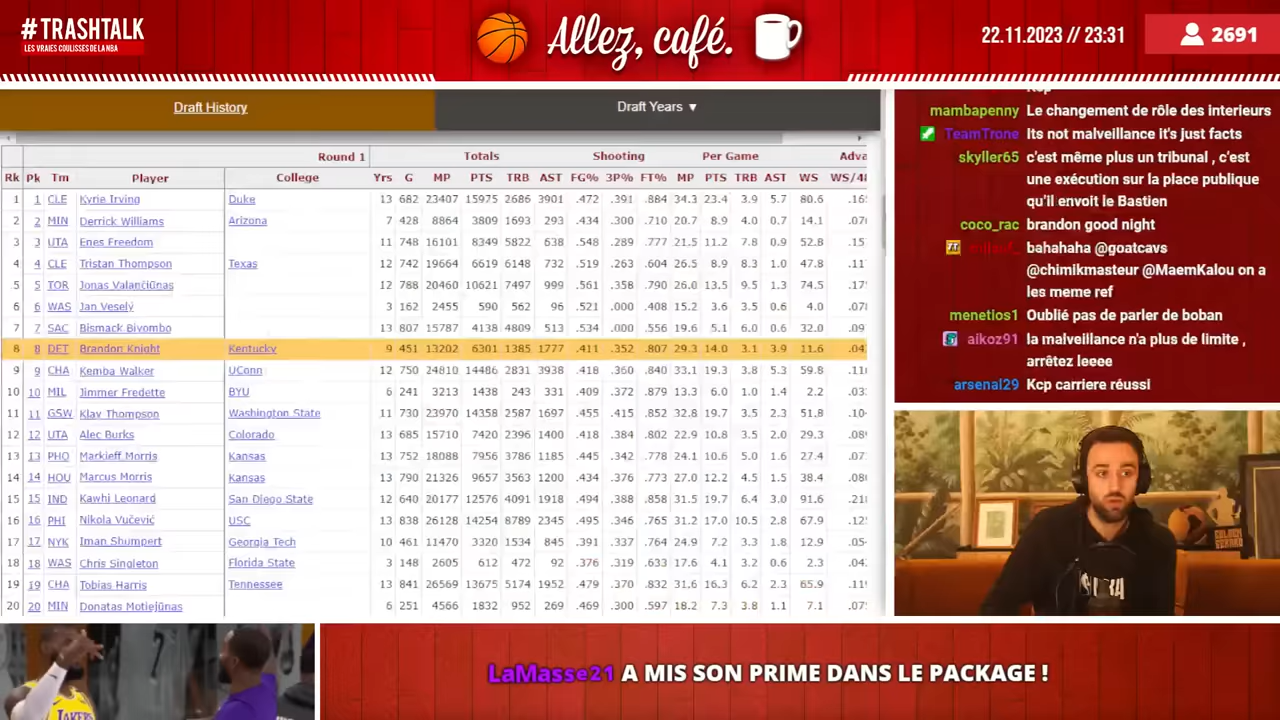 #TRASHTALK
LES VRAIES COULISSES DE LA NBA
Allez, café.
22.11.2023 // 23:31
2691
Draft History
Draft Years ▼
Round 1 Totals Shooting Per Game Adva
Rk Pk Tm Player College Yrs G MP PTS TRB AST FG% 3P% FT% MP PTS TRB AST WS WS/4
1 1 CLE Kyrie Irving Duke 13 682 23407 15975 2686 3901 .472 .391 .884 34.3 23.4 3.9 5.7 80.6 .16
2 2 MIN Derrick Williams Arizona 7 428 8864 3809 1693 293 .434 .300 .710 20.7 8.9 4.0 0.7 14.1 .07
3 3 UTA Enes Freedom 11 748 16101 8349 5822 638 .548 .289 .777 21.5 11.2 7.8 0.9 52.8 .15
4 4 CLE Tristan Thompson Texas 12 742 19664 6619 6148 732 .519 .263 .604 26.5 8.9 8.3 1.0 47.8 .11
5 5 TOR Jonas Valančiūnas 12 788 20460 10621 7497 999 .561 .358 .790 26.0 13.5 9.5 1.3 74.5 .17
6 6 WAS Jan Veselý 3 162 2455 590 562 96 .521 .000 .408 15.2 3.6 3.5 0.6 4.0 .07
7 7 SAC Bismack Biyombo 13 807 15787 4138 4809 513 .534 .000 .556 19.6 5.1 6.0 0.6 32.0 .09
8 8 DET Brandon Knight Kentucky 9 451 13202 6301 1385 1777 .411 .352 .807 29.3 14.0 3.1 3.9 11.6 .04
9 9 CHA Kemba Walker UConn 12 750 24810 14486 2831 3938 .418 .360 .840 33.1 19.3 3.8 5.3 59.8 .11
10 10 MIL Jimmer Fredette BYU 6 241 3213 1438 243 331 .409 .372 .879 13.3 6.0 1.0 1.4 2.2 .03
11 11 GSW Klay Thompson Washington State 11 730 23970 14358 2587 1697 .455 .415 .852 32.8 19.7 3.5 2.3 51.8 .10
12 12 UTA Alec Burks Colorado 13 685 15710 7420 2396 1400 .418 .384 .802 22.9 10.8 3.5 2.0 29.3 .08
13 13 PHO Markieff Morris Kansas 13 752 18088 7956 3786 1185 .445 .342 .778 24.1 10.6 5.0 1.6 27.4 .07
14 14 HOU Marcus Morris Kansas 13 790 21326 9657 3563 1200 .434 .376 .773 27.0 12.2 4.5 1.5 38.4 .08
15 15 IND Kawhi Leonard San Diego State 12 640 20177 12576 4091 1918 .494 .388 .858 31.5 19.7 6.4 3.0 91.6 .21
16 16 PHI Nikola Vučević USC 13 838 26128 14254 8789 2345 .495 .346 .765 31.2 17.0 10.5 2.8 67.9 .12
17 17 NYK Iman Shumpert Georgia Tech 10 461 11470 3320 1534 845 .391 .337 .764 24.9 7.2 3.3 1.8 12.9 .05
18 18 WAS Chris Singleton Florida State 3 148 2605 612 472 92 .376 .319 .633 17.6 4.1 3.2 0.6 2.3 .04
19 19 CHA Tobias Harris Tennessee 13 841 26569 13675 5174 1952 .479 .370 .832 31.6 16.3 6.2 2.3 65.9 .11
20 20 MIN Donatas Motiejūnas 6 251 4566 1832 952 269 .469 .300 .597 18.2 7.3 3.8 1.1 7.1 .07
mambapenny Le changement de rôle des interieurs
TeamTrone Its not malveillance it's just facts
skyller65 c'est même plus un tribunal , c'est
une exécution sur la place publique
qu'il envoit le Bastien
coco_rac brandon good night
bahahaha @goatcavs
@chimikmasteur @MaemKalou on a
les meme ref
menetios1 Oublié pas de parler de boban
aikoz91 la malveillance n'a plus de limite ,
arrêtez leeee
arsenal29 Kcp carriere réussi
LaMasse21 A MIS SON PRIME DANS LE PACKAGE !